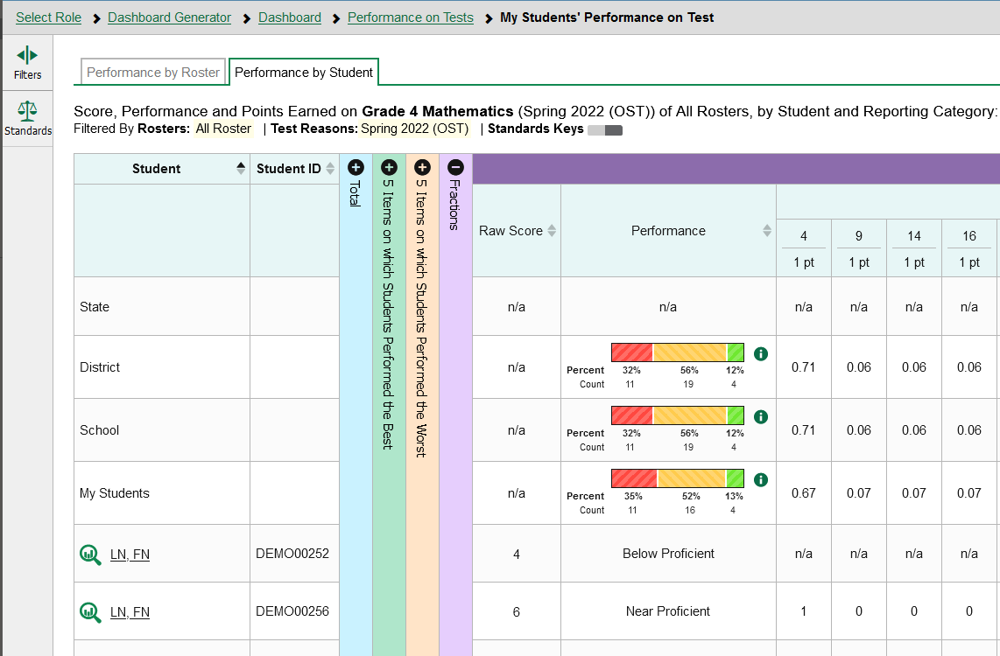 Select Role > Dashboard Generator > Dashboard > Performance on Tests > My Students' Performance on Test
Filters
Standards
Performance by Roster Performance by Student
Score, Performance and Points Earned on Grade 4 Mathematics (Spring 2022 (OST)) of All Rosters, by Student and Reporting Category:
Filtered By Rosters: All Roster | Test Reasons: Spring 2022 (OST) | Standards Keys
Student Student ID
Total
5 Items on which Students Performed the Best
5 Items on which Students Performed the Worst
Fractions
Raw Score Performance
4 9 14 16
1 pt 1 pt 1 pt 1 pt
State n/a n/a n/a n/a n/a n/a
District n/a 0.71 0.06 0.06 0.06
Percent 32% 56% 12%
Count 11 19 4
School n/a 0.71 0.06 0.06 0.06
Percent 32% 56% 12%
Count 11 19 4
My Students n/a 0.67 0.07 0.07 0.07
Percent 35% 52% 13%
Count 11 16 4
LN, FN DEMO00252 4 Below Proficient n/a n/a n/a n/a
LN, FN DEMO00256 6 Near Proficient 1 0 0 0